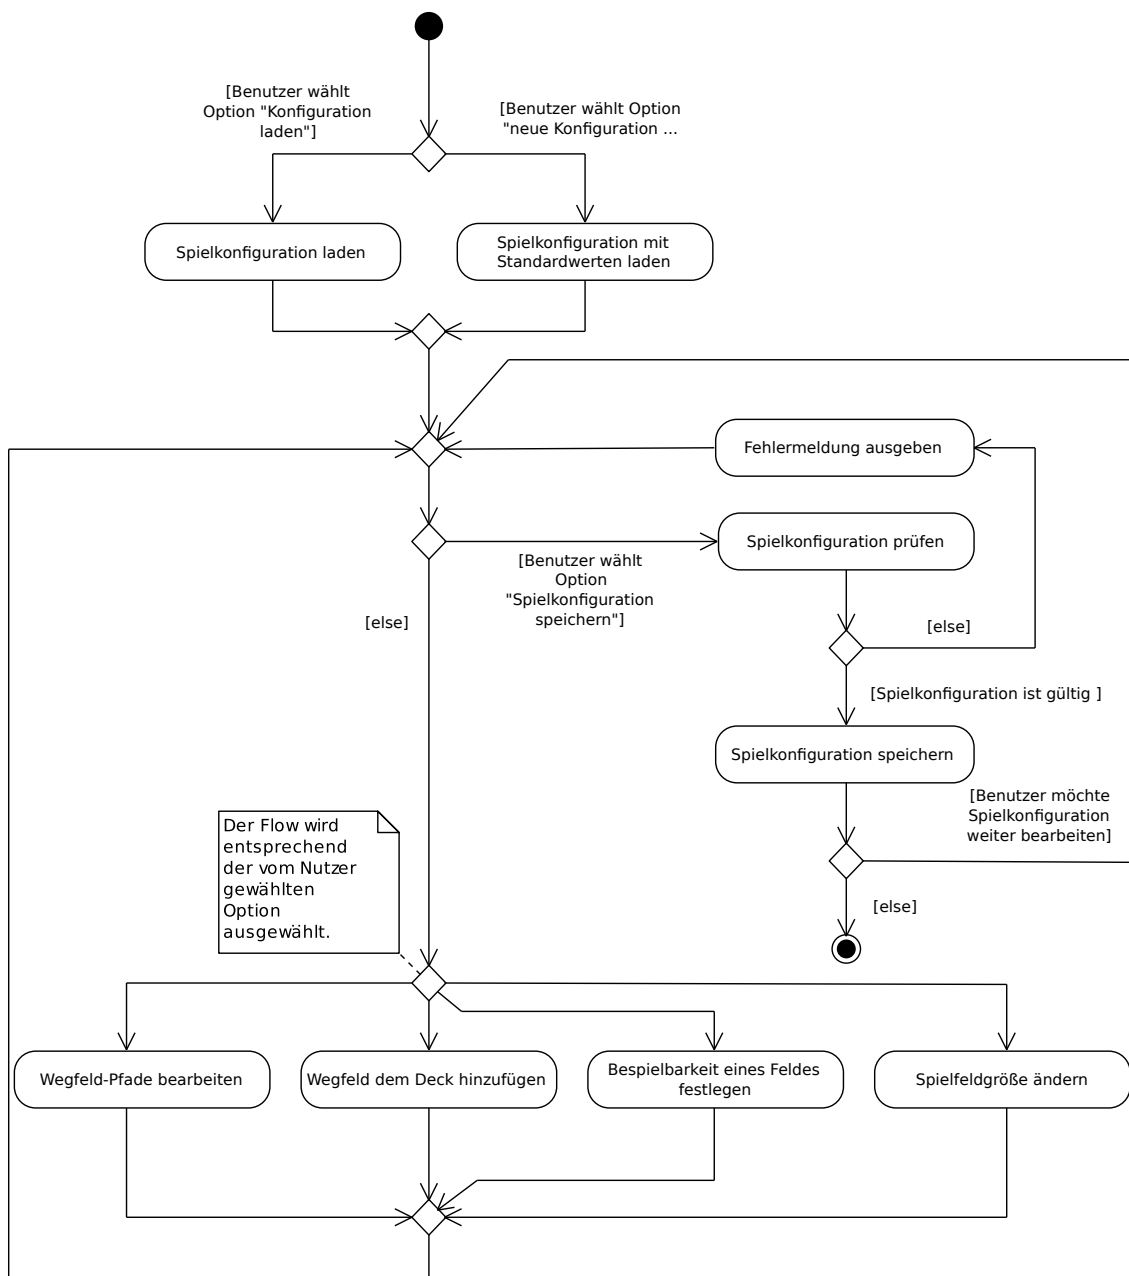 [Benutzer wählt
Option "Konfiguration
laden"]
[Benutzer wählt Option
"neue Konfiguration ...
Spielkonfiguration laden
Spielkonfiguration mit
Standardwerten laden
Fehlermeldung ausgeben
Spielkonfiguration prüfen
[Benutzer wählt
Option
"Spielkonfiguration
speichern"]
[else]
[else]
[Spielkonfiguration ist gültig ]
Spielkonfiguration speichern
[Benutzer möchte
Spielkonfiguration
weiter bearbeiten]
[else]
Der Flow wird
entsprechend
der vom Nutzer
gewählten
Option
ausgewählt.
Wegfeld-Pfade bearbeiten
Wegfeld dem Deck hinzufügen
Bespielbarkeit eines Feldes
festlegen
Spielfeldgröße ändern